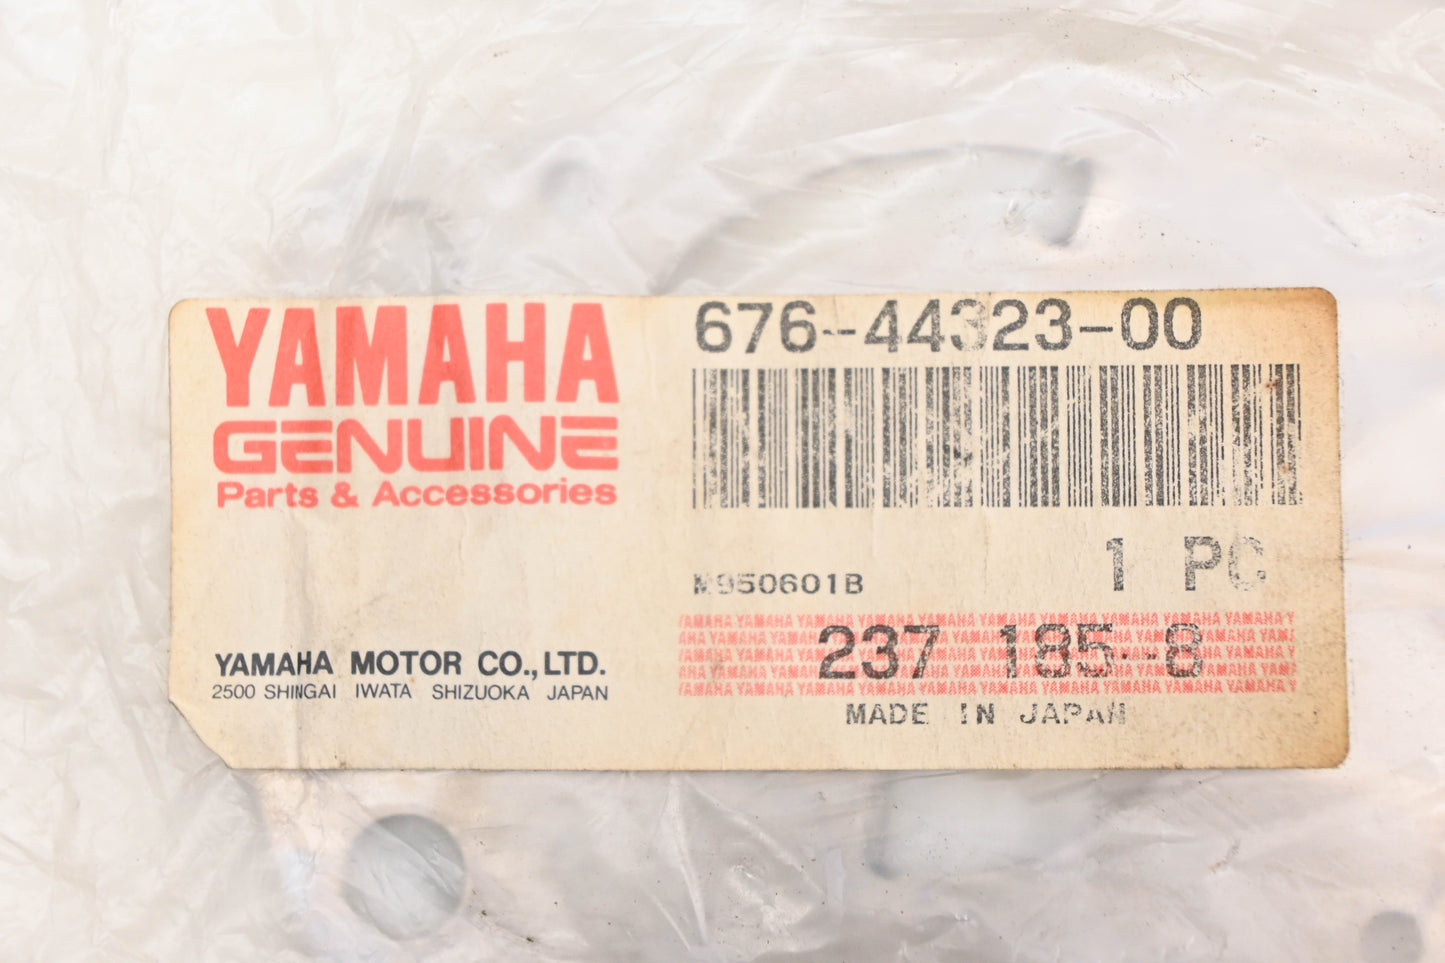 YAMAHA
GENUINE
Parts & Accessories
YAMAHA MOTOR CO., LTD.
2500 SHINGAI IWATA SHIZUOKA JAPAN
676-44323-00
1 PC
M950601B
237 185-8
MADE IN JAPAN